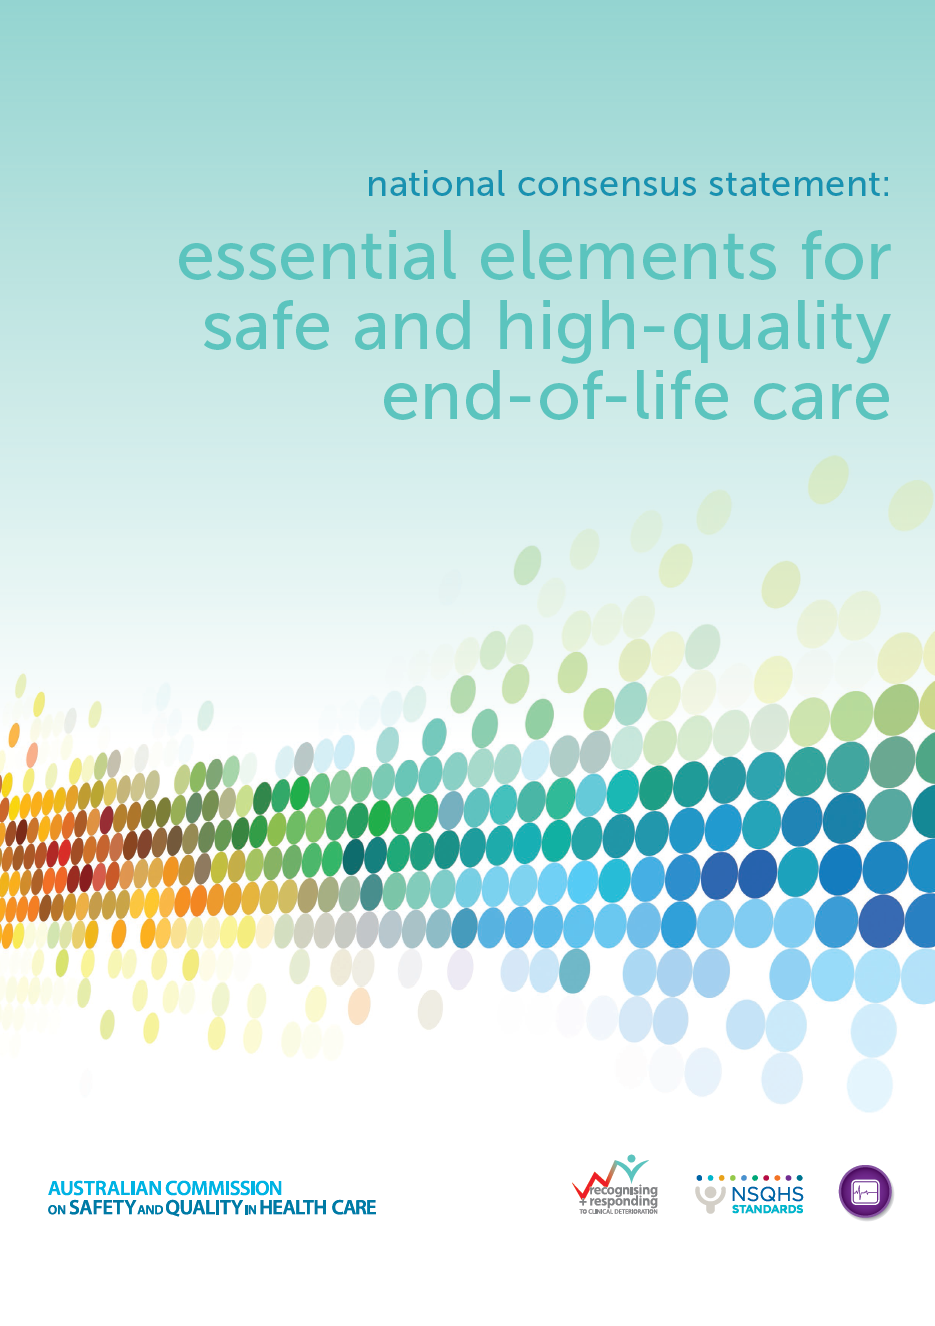 national consensus statement:
essential elements for
safe and high-quality
end-of-life care
AUSTRALIAN COMMISSION
ON SAFETY AND QUALITY IN HEALTH CARE
recognising
+responding
TO CLINICAL DETERIORATION
NSQHS
STANDARDS